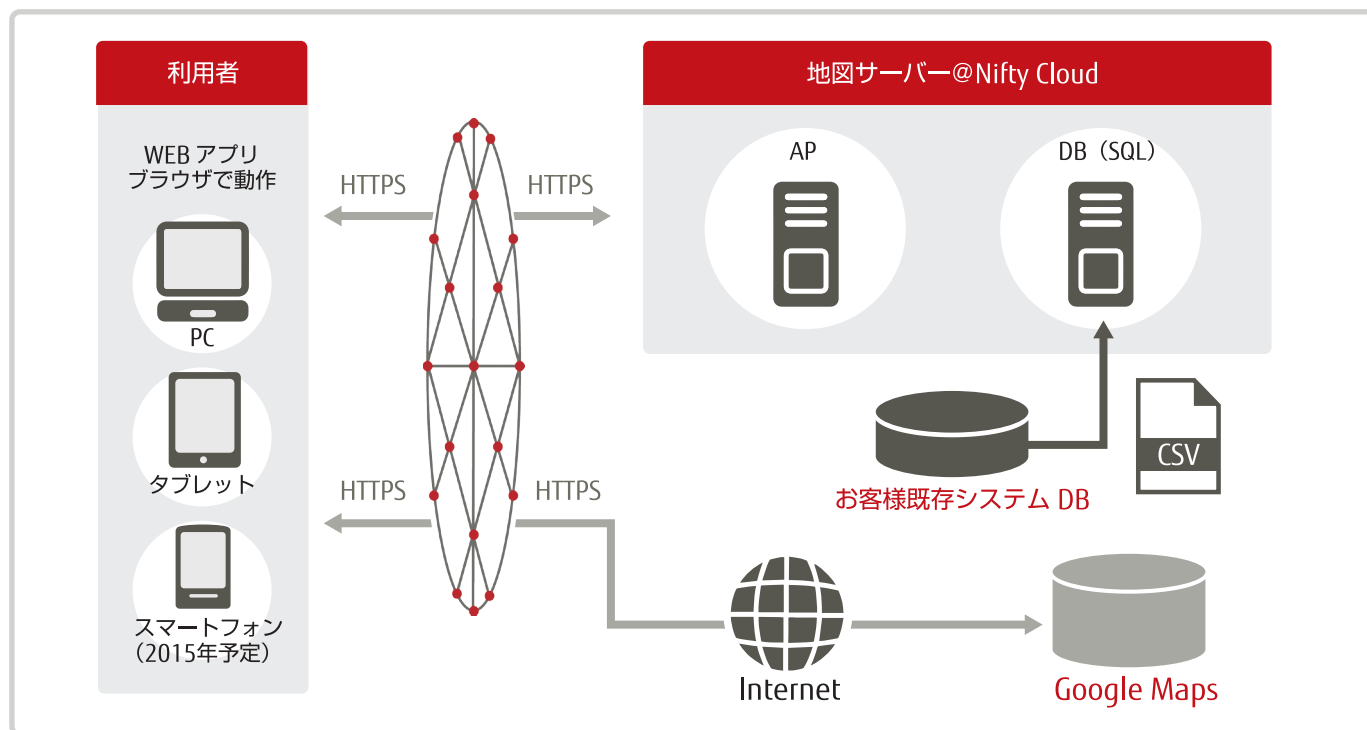 利用者
WEB アプリ
ブラウザで動作
PC
タブレット
スマートフォン
（2015年予定）
HTTPS
HTTPS
HTTPS
HTTPS
地図サーバー＠Nifty Cloud
AP
DB（SQL）
CSV
お客様既存システム DB
Internet
Google Maps